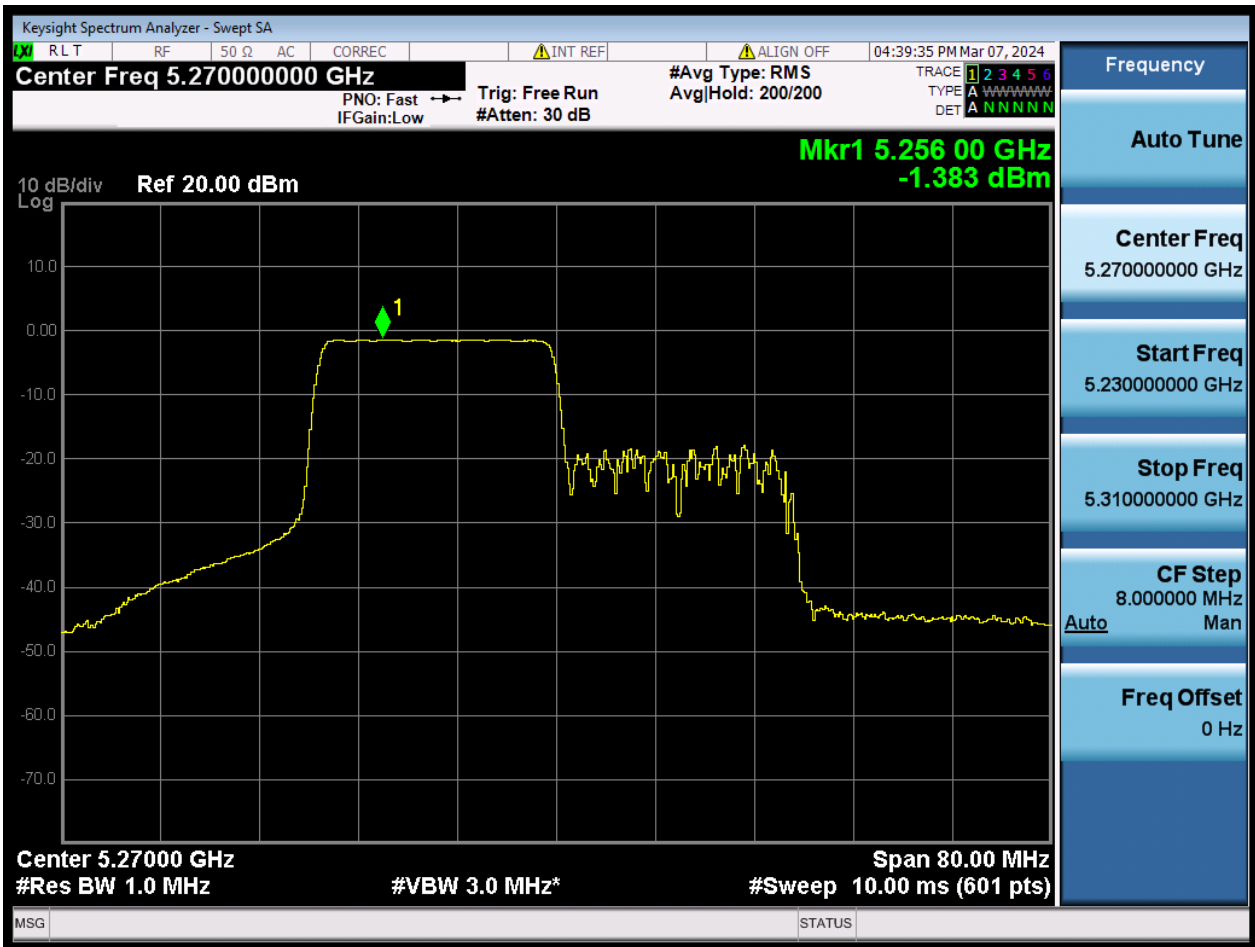 Keysight Spectrum Analyzer - Swept SA
LXI RLT RF 50 Ω AC CORREC INT REF ALIGN OFF 04:39:35 PM Mar 07, 2024
Center Freq 5.270000000 GHz
PNO: Fast
IFGain:Low
Trig: Free Run
#Atten: 30 dB
#Avg Type: RMS
Avg|Hold: 200/200
TRACE 1 2 3 4 5 6
TYPE A WWWWW
DET A N N N N N
Mkr1 5.256 00 GHz
-1.383 dBm
10 dB/div Ref 20.00 dBm
Log
10.0
0.00
-10.0
-20.0
-30.0
-40.0
-50.0
-60.0
-70.0
1
Center 5.27000 GHz Span 80.00 MHz
#Res BW 1.0 MHz #VBW 3.0 MHz* #Sweep 10.00 ms (601 pts)
MSG STATUS
Frequency
Auto Tune
Center Freq
5.270000000 GHz
Start Freq
5.230000000 GHz
Stop Freq
5.310000000 GHz
CF Step
8.000000 MHz
Auto Man
Freq Offset
0 Hz